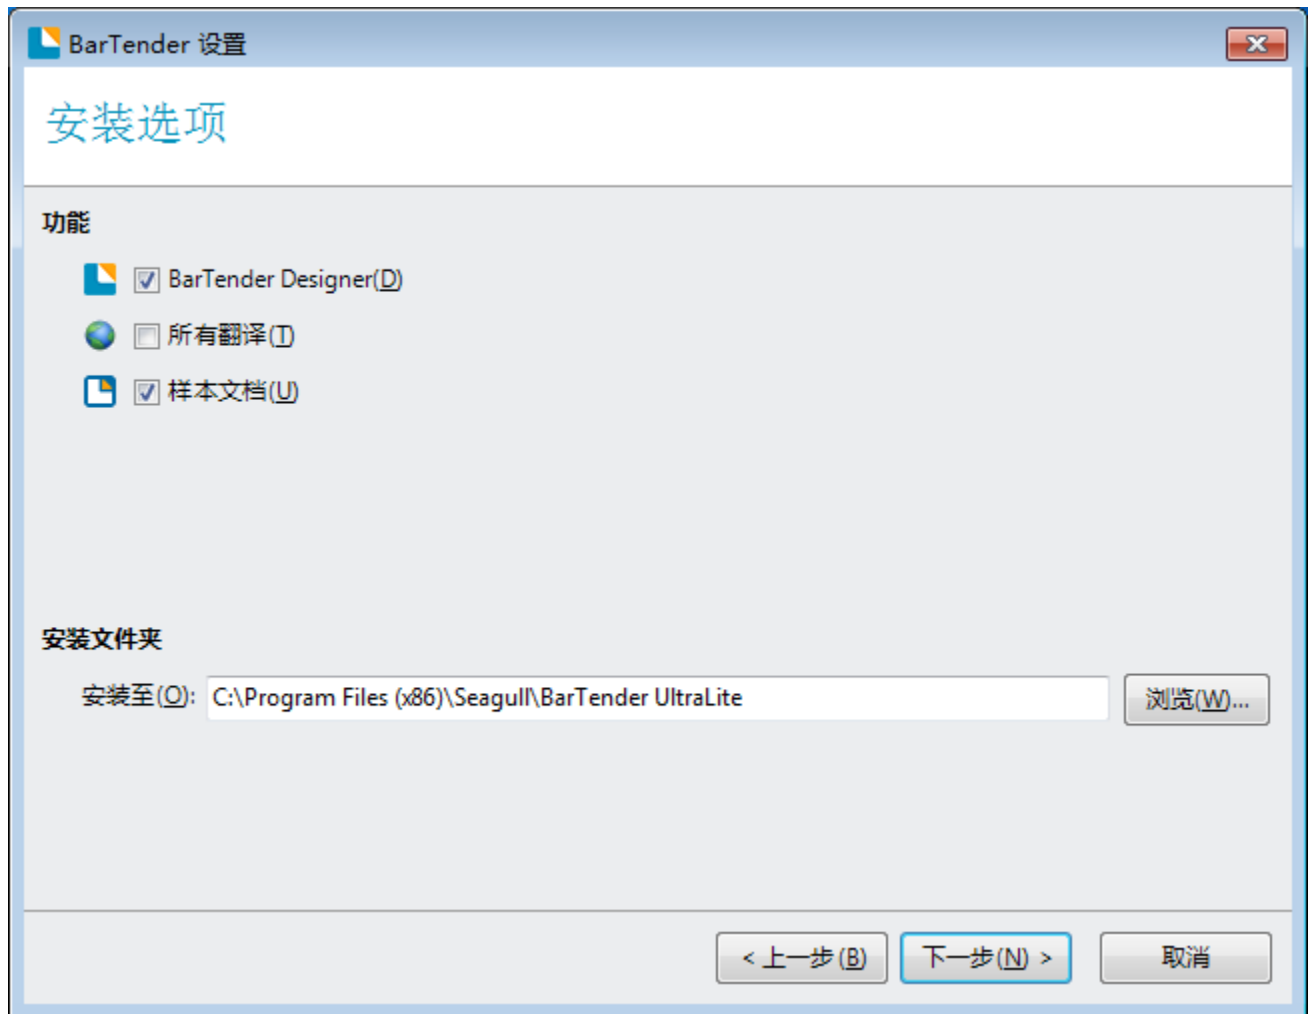 BarTender 设置
安装选项
功能
BarTender Designer(D)
所有翻译(T)
样本文档(U)
安装文件夹
安装至(O): C:\Program Files (x86)\Seagull\BarTender UltraLite 浏览(W)...
< 上一步(B) 下一步(N) > 取消